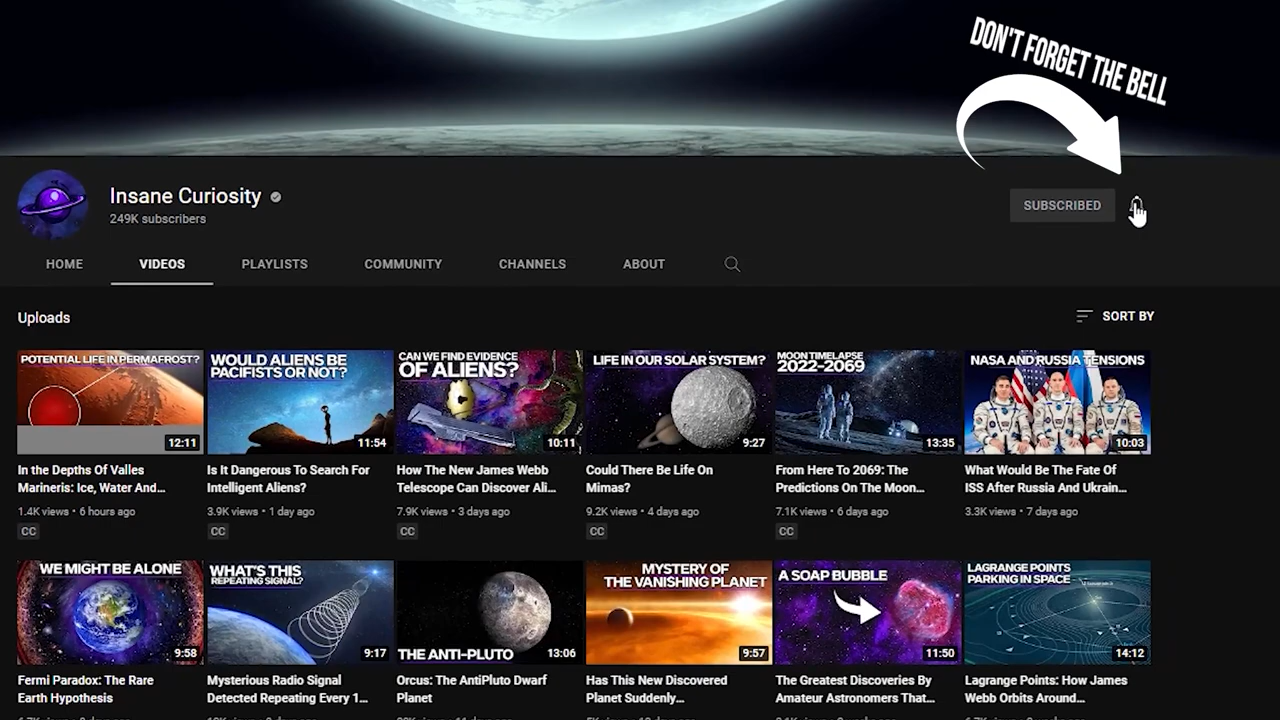 DON'T FORGET THE BELL
Insane Curiosity
249K subscribers
SUBSCRIBED
HOME VIDEOS PLAYLISTS COMMUNITY CHANNELS ABOUT
Uploads
SORT BY
POTENTIAL LIFE IN PERMAFROST?
12:11
In the Depths Of Valles
Marineris: Ice, Water And...
1.4K views • 6 hours ago
CC
WOULD ALIENS BE
PACIFISTS OR NOT?
11:54
Is It Dangerous To Search For
Intelligent Aliens?
3.9K views • 1 day ago
CC
CAN WE FIND EVIDENCE
OF ALIENS?
10:11
How The New James Webb
Telescope Can Discover Ali...
7.9K views • 3 days ago
CC
LIFE IN OUR SOLAR SYSTEM?
9:27
Could There Be Life On
Mimas?
9.2K views • 4 days ago
CC
MOON TIMELAPSE
2022-2069
13:35
From Here To 2069: The
Predictions On The Moon...
7.1K views • 6 days ago
CC
NASA AND RUSSIA TENSIONS
10:03
What Would Be The Fate Of
ISS After Russia And Ukrain...
3.3K views • 7 days ago
WE MIGHT BE ALONE
9:58
Fermi Paradox: The Rare
Earth Hypothesis
WHAT'S THIS
REPEATING SIGNAL?
9:17
Mysterious Radio Signal
Detected Repeating Every 1...
THE ANTI-PLUTO
13:06
Orcus: The AntiPluto Dwarf
Planet
MYSTERY OF
THE VANISHING PLANET
9:57
Has This New Discovered
Planet Suddenly...
A SOAP BUBBLE
11:50
The Greatest Discoveries By
Amateur Astronomers That...
LAGRANGE POINTS
PARKING IN SPACE
14:12
Lagrange Points: How James
Webb Orbits Around...